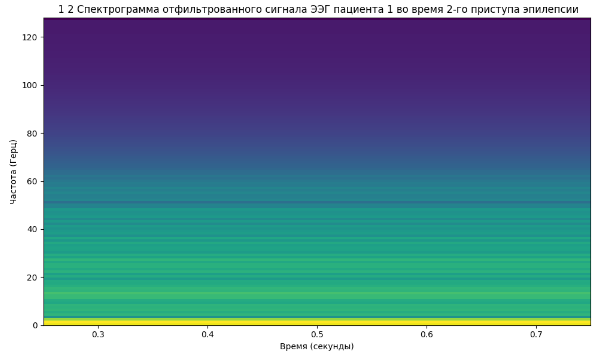 1 2 Спектрограмма отфильтрованного сигнала ЭЭГ пациента 1 во время 2-го приступа эпилепсии
120
100
80
60
40
20
0
Частота (Герц)
0.3 0.4 0.5 0.6 0.7
Время (секунды)